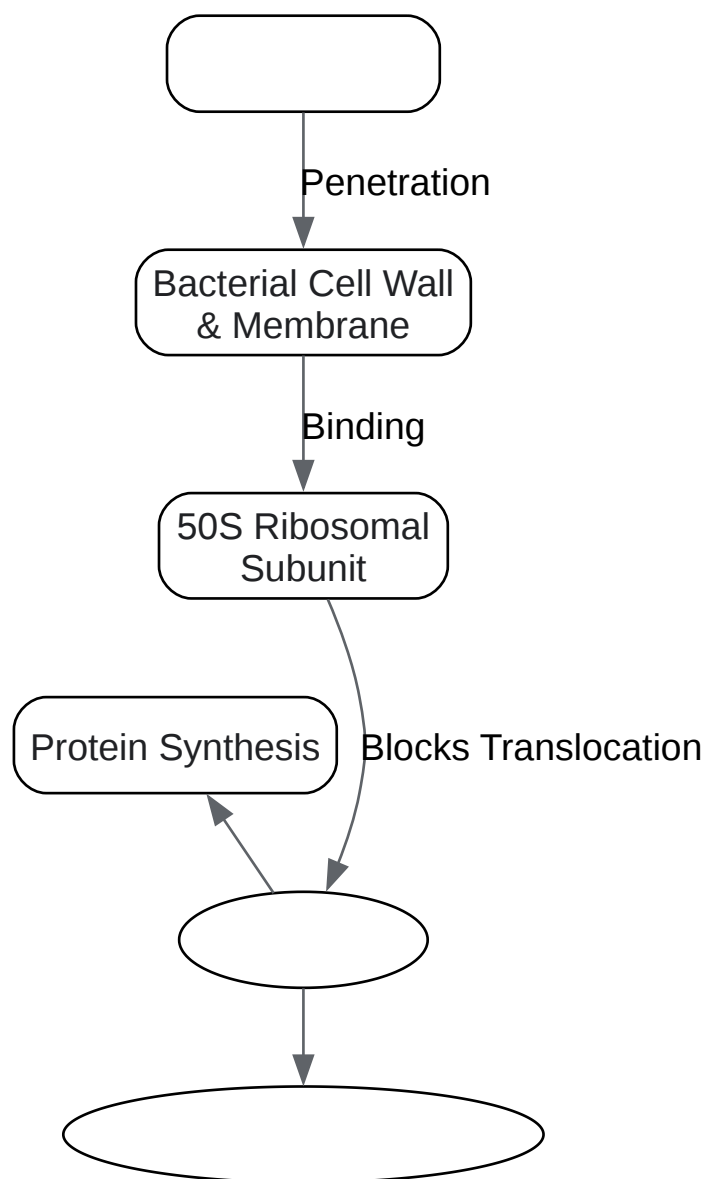 Penetration
Bacterial Cell Wall
& Membrane
Binding
50S Ribosomal
Subunit
Protein Synthesis
Blocks Translocation